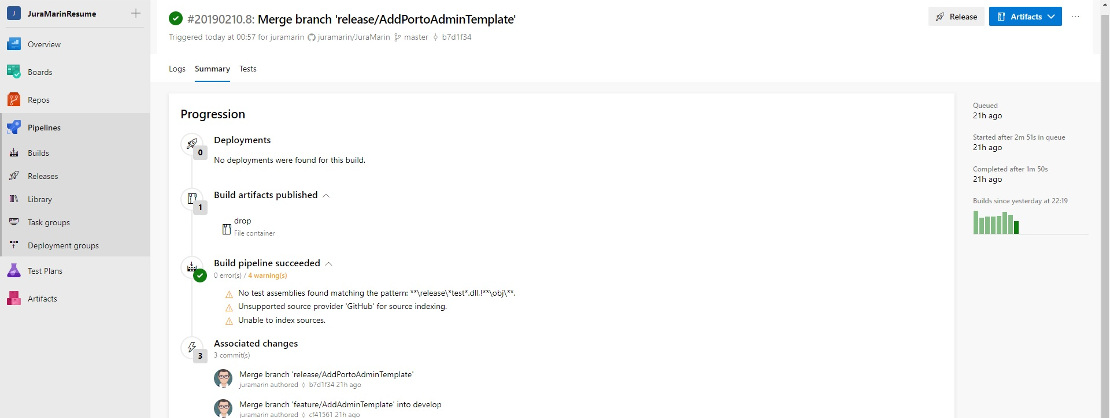 JuraMarinResume
Overview
Boards
Repos
Pipelines
Builds
Releases
Library
Task groups
Deployment groups
Test Plans
Artifacts
#20190210.8: Merge branch 'release/AddPortoAdminTemplate'
Triggered today at 00:57 for juramarin juramarin/JuraMarin master b7d1f34
Release
Artifacts
Logs Summary Tests
Progression
0
Deployments
No deployments were found for this build.
1
Build artifacts published
drop
File container
Build pipeline succeeded
0 error(s) / 4 warning(s)
No test assemblies found matching the pattern: **\release\*test*.dll,!**\obj\**.
Unsupported source provider 'GitHub' for source indexing.
Unable to index sources.
3
Associated changes
3 commit(s)
Merge branch 'release/AddPortoAdminTemplate'
juramarin authored b7d1f34 21h ago
Merge branch 'feature/AddAdminTemplate' into develop
juramarin authored cf41561 21h ago
Queued
21h ago
Started after 2m 51s in queue
21h ago
Completed after 1m 50s
21h ago
Builds since yesterday at 22:19